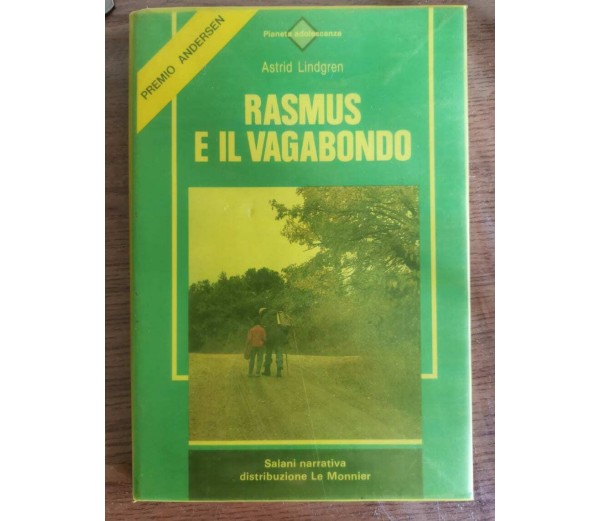 Pianeta adolescenza
PREMIO ANDERSEN
Astrid Lindgren
RASMUS
E IL VAGABONDO
Salani narrativa
distribuzione Le Monnier